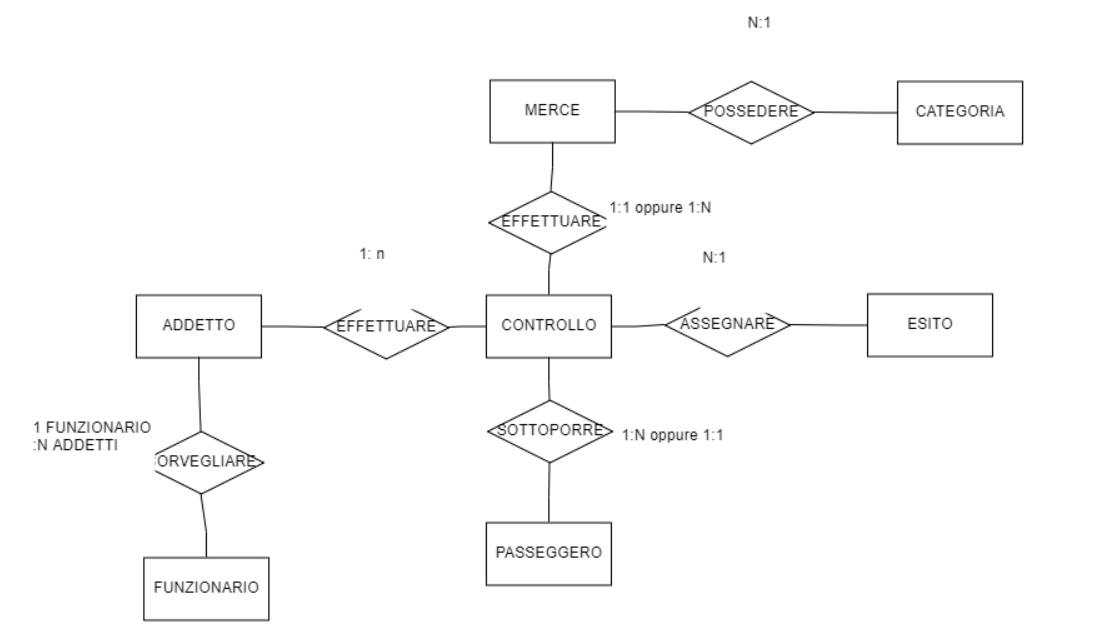 N:1
MERCE
POSSEDERE
CATEGORIA
EFFETTUARE
1:1 oppure 1:N
1: n
N:1
ADDETTO
EFFETTUARE
CONTROLLO
ASSEGNARE
ESITO
1 FUNZIONARIO
:N ADDETTI
SOTTOPORRE
1:N oppure 1:1
ORVEGLIARE
PASSEGGERO
FUNZIONARIO